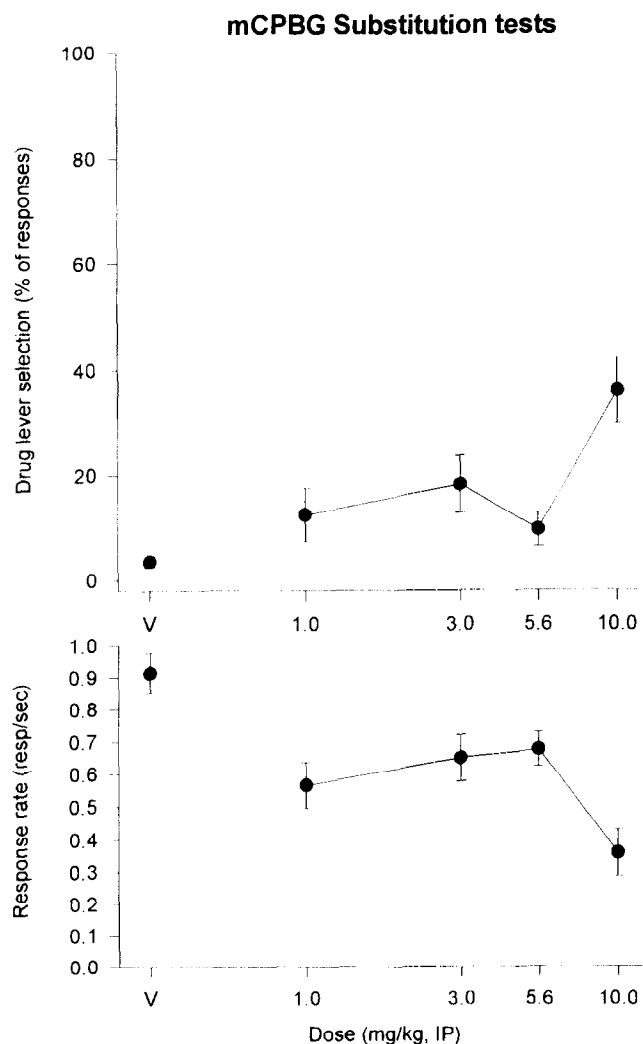 mCPBG Substitution tests
Drug lever selection (% of responses)
100
80
60
40
20
0
V 1.0 3.0 5.6 10.0
Response rate (resp/sec)
1.0
0.9
0.8
0.7
0.6
0.5
0.4
0.3
0.2
0.1
0.0
V 1.0 3.0 5.6 10.0
Dose (mg/kg, IP)